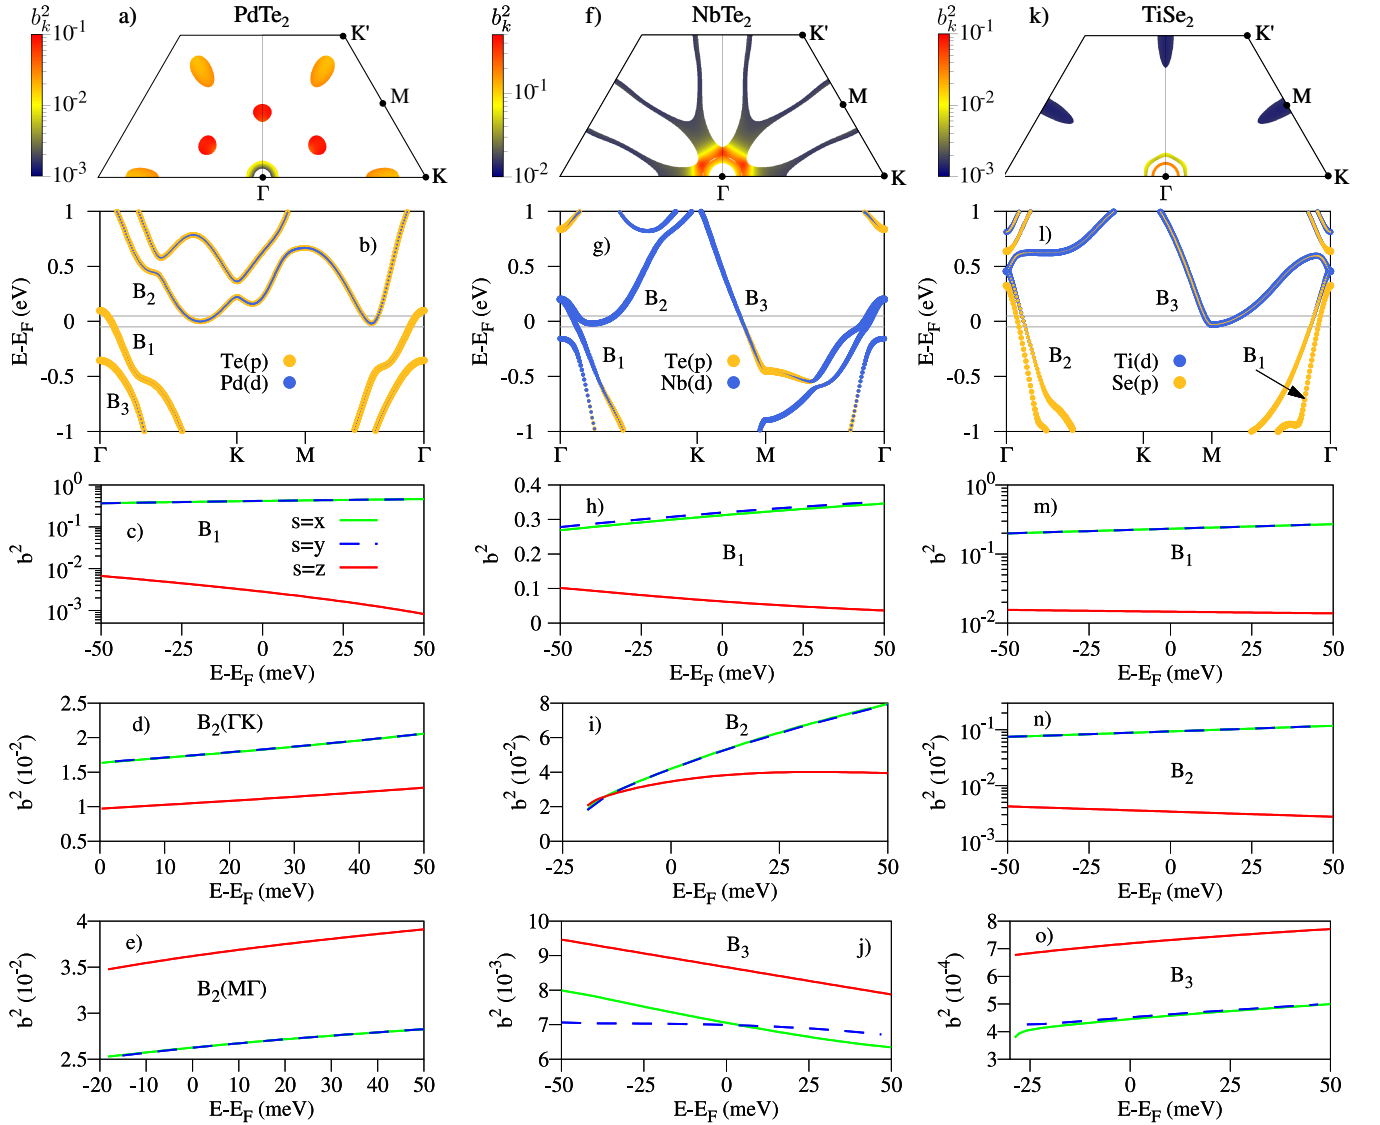 a) PdTe2
b_k^2
10^-1
10^-2
10^-3
K'
M
K
Γ
f) NbTe2
b_k^2
10^-1
10^-2
K'
M
K
Γ
k) TiSe2
b_k^2
10^-1
10^-2
10^-3
K'
M
K
Γ
b)
E-EF (eV)
1
0.5
0
-0.5
-1
B2
B1
B3
Te(p)
Pd(d)
Γ K M Γ
g)
E-EF (eV)
1
0.5
0
-0.5
-1
B2
B3
B1
Te(p)
Nb(d)
Γ K M Γ
l)
E-EF (eV)
1
0.5
0
-0.5
-1
B3
B2
B1
Ti(d)
Se(p)
Γ K M Γ
c)
b^2
10^0
10^-1
10^-2
10^-3
B1
s=x
s=y
s=z
-50 -25 0 25 50
E-EF (meV)
h)
b^2
0.4
0.3
0.2
0.1
0
B1
-50 -25 0 25 50
E-EF (meV)
m)
b^2
10^0
10^-1
10^-2
B1
-50 -25 0 25 50
E-EF (meV)
d) B2(ΓK)
b^2 (10^-2)
2.5
2
1.5
1
0.5
0 10 20 30 40 50
E-EF (meV)
i) B2
b^2 (10^-2)
8
6
4
2
0
-25 0 25 50
E-EF (meV)
n)
b^2 (10^-2)
10^-1
10^-2
10^-3
B2
-50 -25 0 25 50
E-EF (meV)
e)
b^2 (10^-2)
4
3.5
3
2.5
B2(MΓ)
-20 -10 0 10 20 30 40 50
E-EF (meV)
j) B3
b^2 (10^-3)
10
9
8
7
6
-50 -25 0 25 50
E-EF (meV)
o)
b^2 (10^-4)
8
7
6
5
4
3
B3
-25 0 25 50
E-EF (meV)